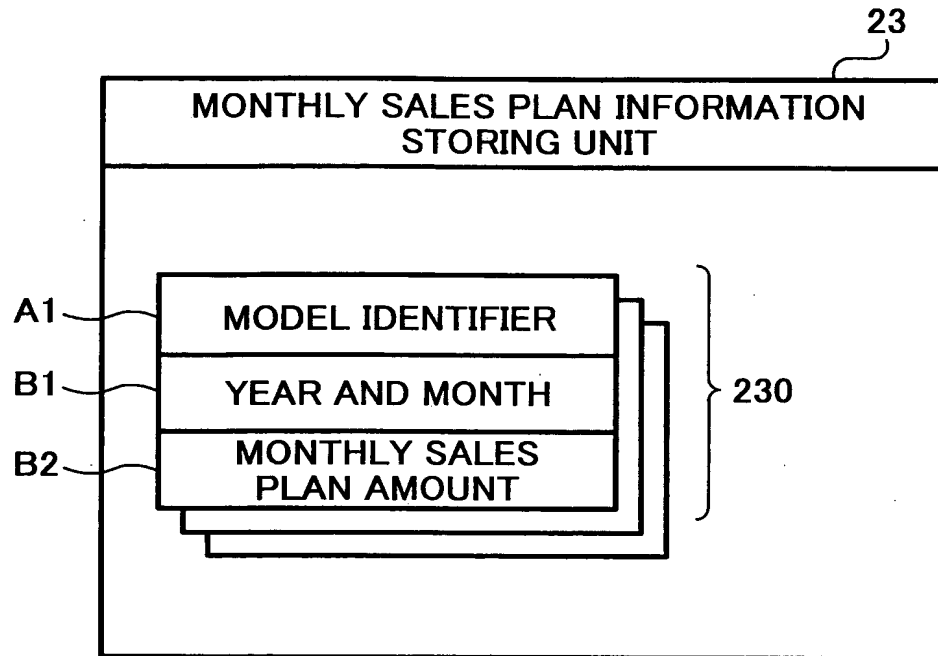 23
MONTHLY SALES PLAN INFORMATION
STORING UNIT
A1
MODEL IDENTIFIER
B1
YEAR AND MONTH
230
B2
MONTHLY SALES
PLAN AMOUNT